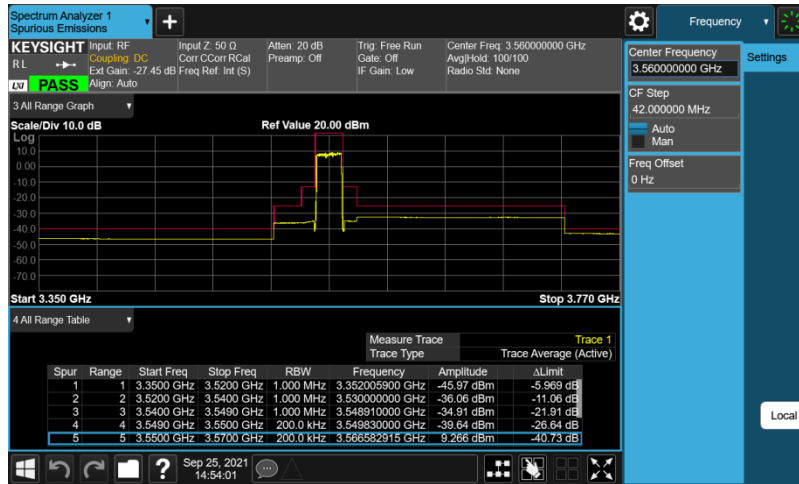 Spectrum Analyzer 1
Spurious Emissions
+
Frequency
KEYSIGHT
RL
LXI PASS
Input: RF
Coupling: DC
Ext Gain: -27.45 dB
Align: Auto
Input Z: 50 Ω
Corr CCorr RCal
Freq Ref: Int (S)
Atten: 20 dB
Preamp: Off
Trig: Free Run
Gate: Off
IF Gain: Low
Center Freq: 3.560000000 GHz
Avg|Hold: 100/100
Radio Std: None
Center Frequency
3.560000000 GHz
Settings
CF Step
42.000000 MHz
Auto
Man
Freq Offset
0 Hz
Local
3 All Range Graph
Scale/Div 10.0 dB Ref Value 20.00 dBm
Log
10.0
0.00
-10.0
-20.0
-30.0
-40.0
-50.0
-60.0
-70.0
Start 3.350 GHz Stop 3.770 GHz
4 All Range Table
Measure Trace Trace 1
Trace Type Trace Average (Active)
Spur Range Start Freq Stop Freq RBW Frequency Amplitude ΔLimit
1 1 3.3500 GHz 3.5200 GHz 1.000 MHz 3.352005900 GHz -45.97 dBm -5.969 dB
2 2 3.5200 GHz 3.5400 GHz 1.000 MHz 3.530000000 GHz -36.06 dBm -11.06 dB
3 3 3.5400 GHz 3.5490 GHz 1.000 MHz 3.548910000 GHz -34.91 dBm -21.91 dB
4 4 3.5490 GHz 3.5500 GHz 200.0 kHz 3.549830000 GHz -39.64 dBm -26.64 dB
5 5 3.5500 GHz 3.5700 GHz 200.0 kHz 3.566582915 GHz 9.266 dBm -40.73 dB
?
Sep 25, 2021
14:54:01